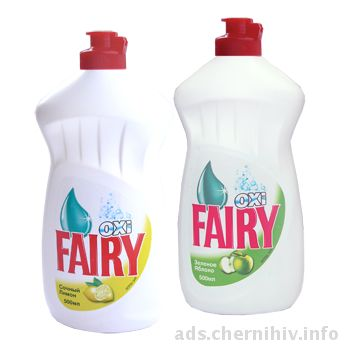 OXi
FAIRY
Сочный
Лимон
500мл
OXi
FAIRY
Зеленое
Яблоко
500мл
ads.chernihiv.info